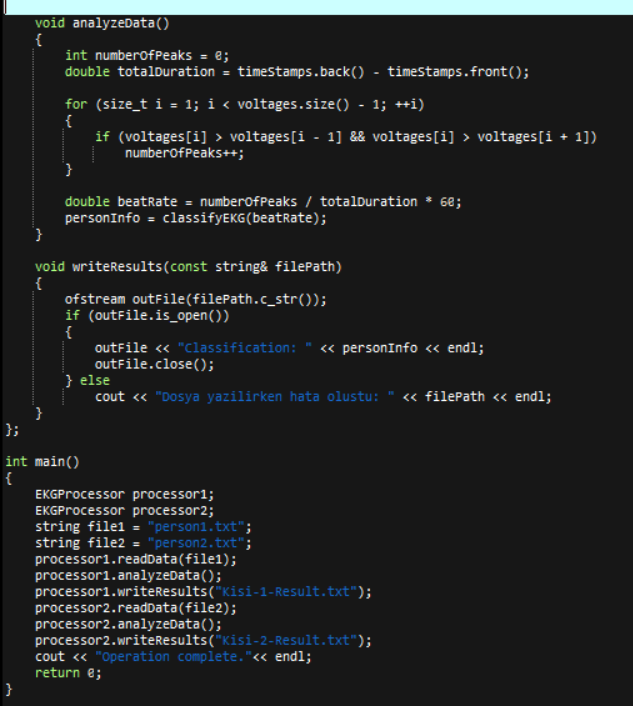 void analyzeData()
{
int numberOfPeaks = 0;
double totalDuration = timeStamps.back() - timeStamps.front();
for (size_t i = 1; i < voltages.size() - 1; ++i)
{
if (voltages[i] > voltages[i - 1] && voltages[i] > voltages[i + 1])
numberOfPeaks++;
}
double beatRate = numberOfPeaks / totalDuration * 60;
personInfo = classifyEKG(beatRate);
}
void writeResults(const string& filePath)
{
ofstream outFile(filePath.c_str());
if (outFile.is_open())
{
outFile << "Classification: " << personInfo << endl;
outFile.close();
} else
cout << "Dosya yazilirken hata olustu: " << filePath << endl;
}
};
int main()
{
EKGProcessor processor1;
EKGProcessor processor2;
string file1 = "person1.txt";
string file2 = "person2.txt";
processor1.readData(file1);
processor1.analyzeData();
processor1.writeResults("Kisi-1-Result.txt");
processor2.readData(file2);
processor2.analyzeData();
processor2.writeResults("Kisi-2-Result.txt");
cout << "Operation complete."<< endl;
return 0;
}